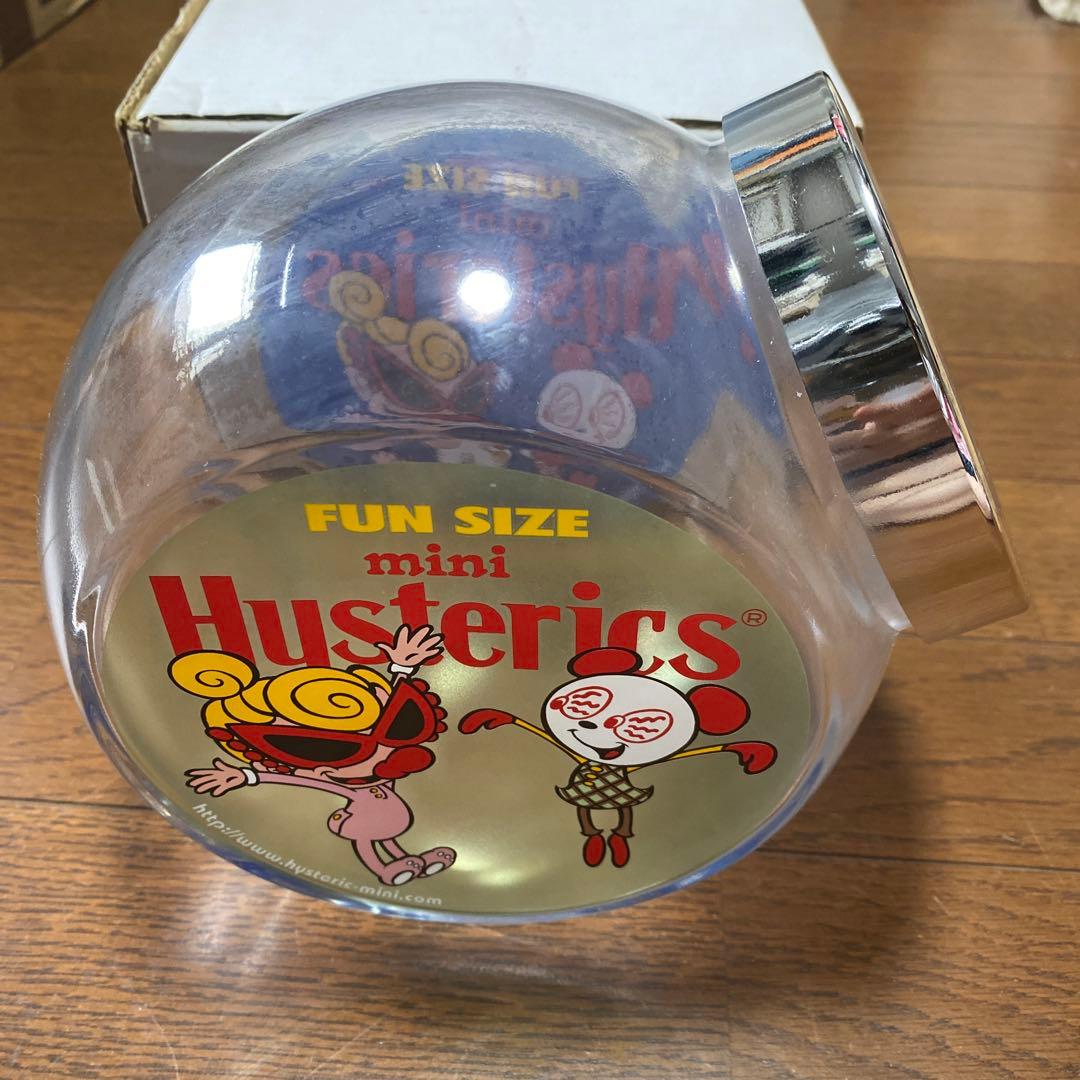 FUN SIZE
mini
Hysterics®
http://www.hysteric-mini.com